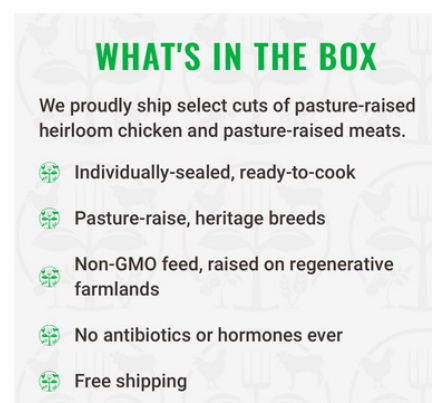 WHAT'S IN THE BOX
We proudly ship select cuts of pasture-raised
heirloom chicken and pasture-raised meats.
Individually-sealed, ready-to-cook
Pasture-raise, heritage breeds
Non-GMO feed, raised on regenerative
farmlands
No antibiotics or hormones ever
Free shipping